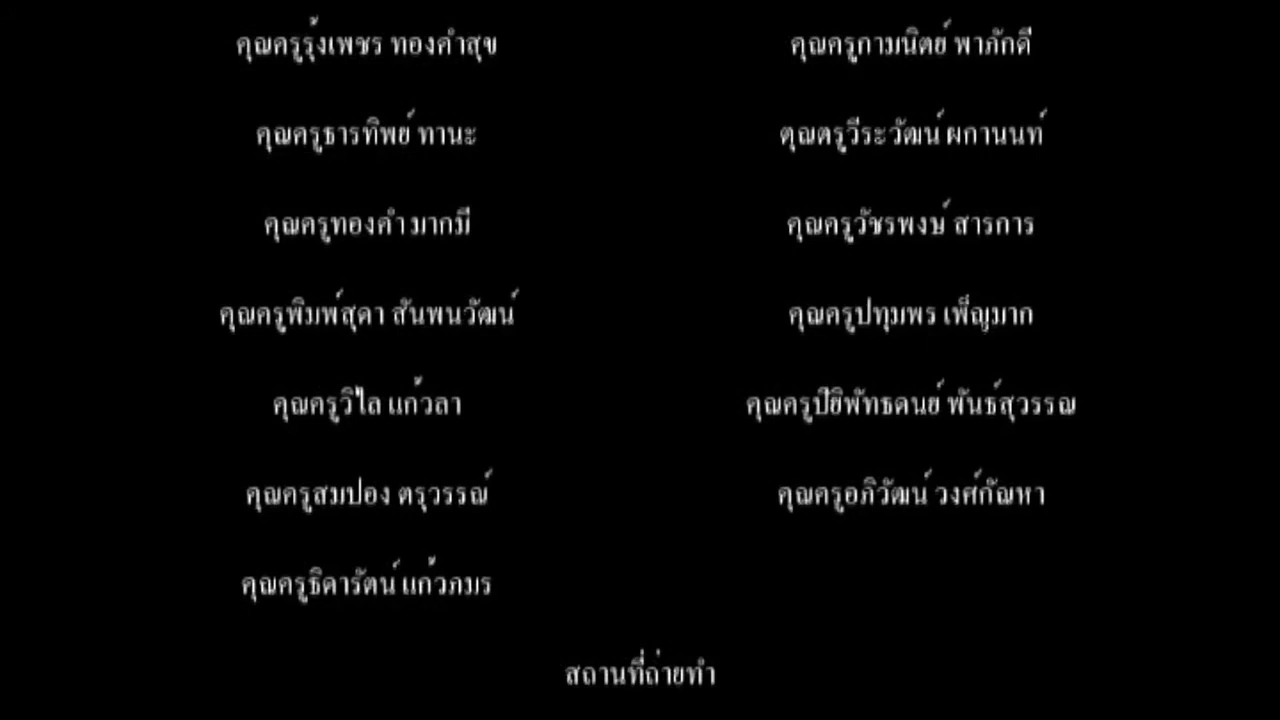 คุณครูรุ้งเพชร ทองคำสุข
คุณครูกามนิตย์ พาภักดี
คุณครูธารทิพย์ ทานะ
ตุณตรูวีระวัฒน์ ผกานนท์
คุณครูทองคำ มากมี
คุณครูวัชรพงษ์ สารการ
คุณครูพิมพ์สุดา สันพนวัฒน์
คุณครูปทุมพร เพ็ญมาก
คุณครูวิไล แก้วลา
คุณครูปิยิพัทธดนย์ พันธ์สุวรรณ
คุณครูสมปอง ตรุวรรณ์
คุณครูอภิวัฒน์ วงศ์กัณหา
คุณครูธิดารัตน์ แก้วภมร
สถานที่ถ่ายทำ